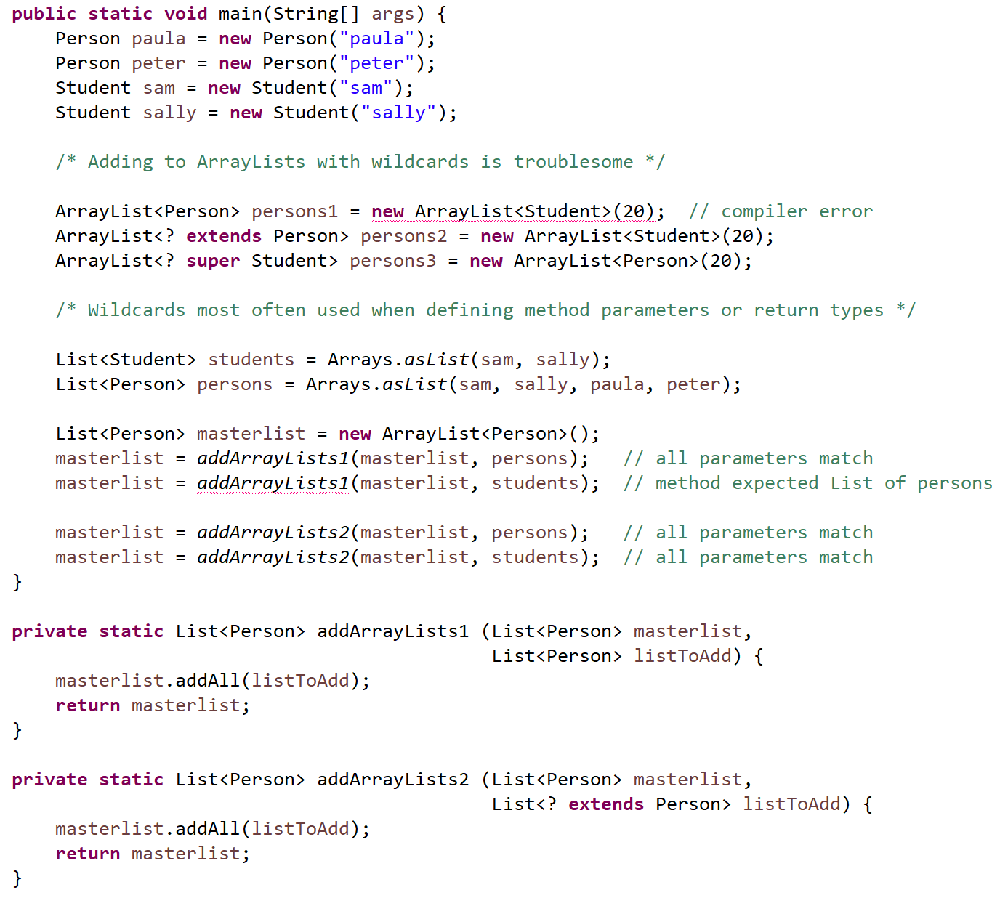 public static void main(String[] args) {
    Person paula = new Person("paula");
    Person peter = new Person("peter");
    Student sam = new Student("sam");
    Student sally = new Student("sally");

    /* Adding to ArrayLists with wildcards is troublesome */

    ArrayList<Person> persons1 = new ArrayList<Student>(20);  // compiler error
    ArrayList<? extends Person> persons2 = new ArrayList<Student>(20);
    ArrayList<? super Student> persons3 = new ArrayList<Person>(20);

    /* Wildcards most often used when defining method parameters or return types */

    List<Student> students = Arrays.asList(sam, sally);
    List<Person> persons = Arrays.asList(sam, sally, paula, peter);

    List<Person> masterlist = new ArrayList<Person>();
    masterlist = addArrayLists1(masterlist, persons);   // all parameters match
    masterlist = addArrayLists1(masterlist, students);  // method expected List of persons

    masterlist = addArrayLists2(masterlist, persons);   // all parameters match
    masterlist = addArrayLists2(masterlist, students);  // all parameters match
}

private static List<Person> addArrayLists1 (List<Person> masterlist,
                                            List<Person> listToAdd) {
    masterlist.addAll(listToAdd);
    return masterlist;
}

private static List<Person> addArrayLists2 (List<Person> masterlist,
                                            List<? extends Person> listToAdd) {
    masterlist.addAll(listToAdd);
    return masterlist;
}